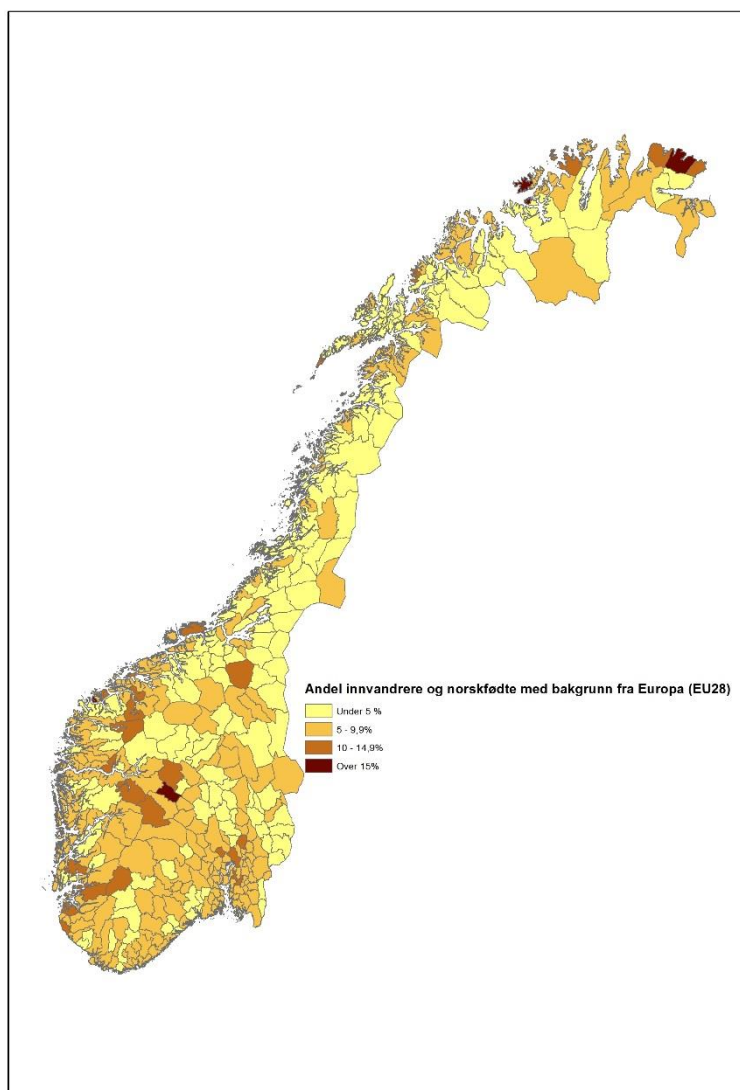 Andel innvandrere og norskfødte med bakgrunn fra Europa (EU28)
Under 5 %
5 - 9,9%
10 - 14,9%
Over 15%